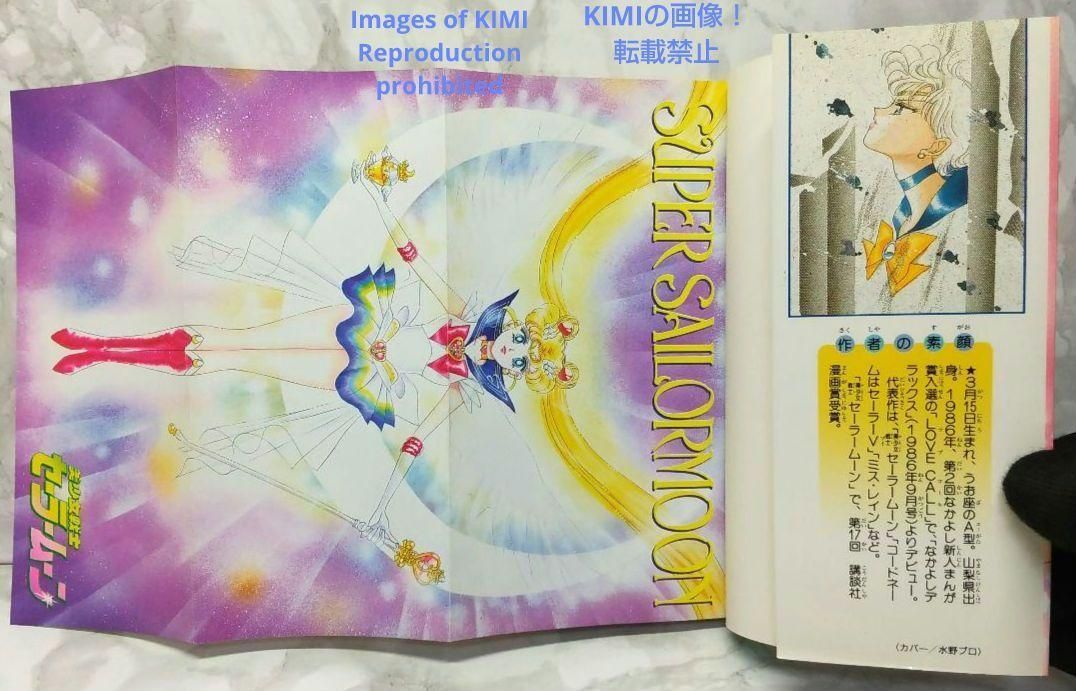 Images of KIMI
Reproduction
prohibited
KIMIの画像！
転載禁止
SUPER SAILORMOON
美少女戦士
セーラームーン
作者の素顔
★3月15日生まれ、うお座のA型。山梨県出
身。1986年、第2回なかよし新人まんが
賞入選の、「LOVE CALL」で、「なかよしデ
ラックス」(1986年9月号)よりデビュー。
代表作は、「美少女戦士セーラームーン」、「コードネー
ムはセーラーV」、「ミス・レイン」など。
「美少女戦士セーラームーン」で、第17回 講談社
漫画賞受賞。
(カバー／水野プロ)